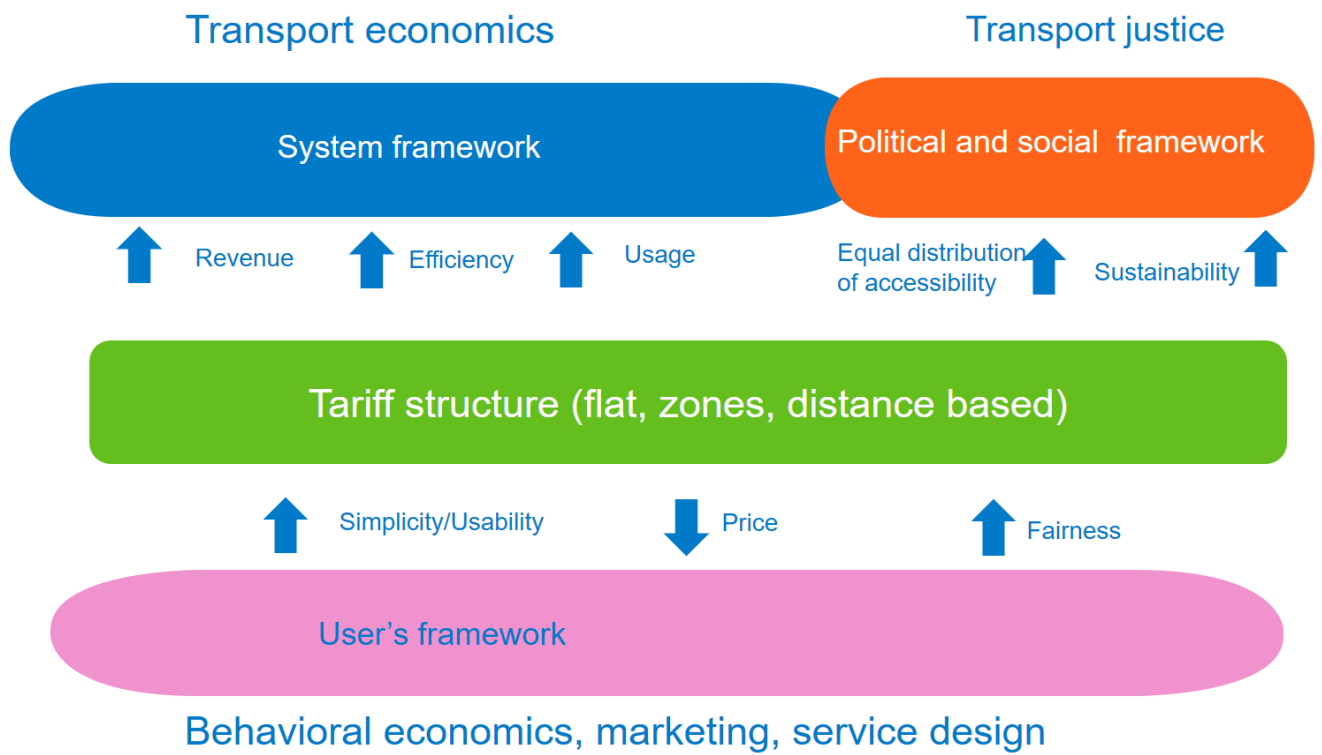 Transport economics
Transport justice
System framework
Political and social  framework
Revenue
Efficiency
Usage
Equal distribution
of accessibility
Sustainability
Tariff structure (flat, zones, distance based)
Simplicity/Usability
Price
Fairness
User’s framework
Behavioral economics, marketing, service design